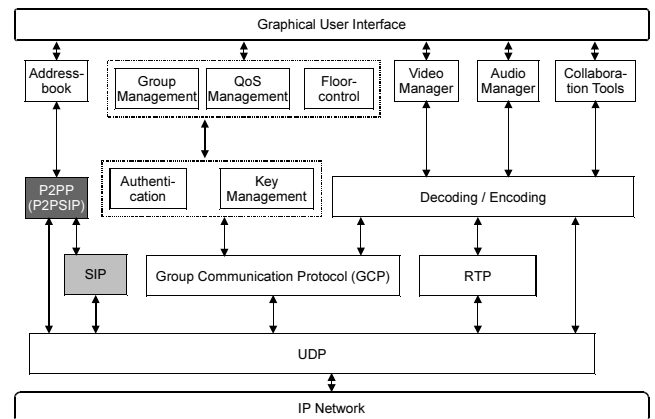 Graphical User Interface
Address-
book
Group
Management
QoS
Management
Floor-
control
Video
Manager
Audio
Manager
Collabora-
tion Tools
P2PP
(P2PSIP)
Authenti-
cation
Key
Management
Decoding / Encoding
SIP
Group Communication Protocol (GCP)
RTP
UDP
IP Network